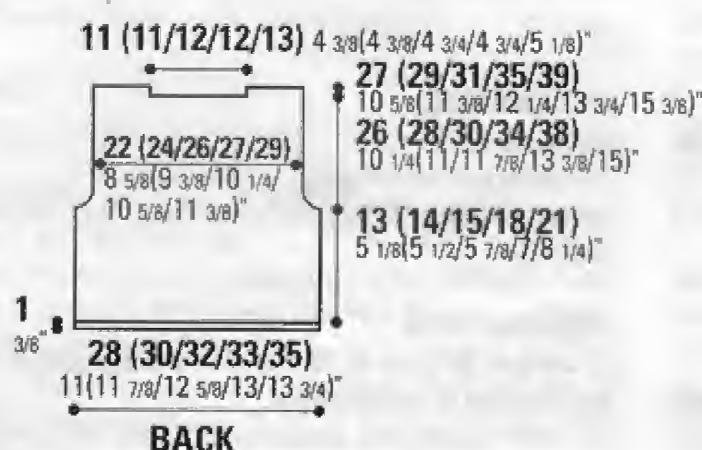 11 (11/12/12/13) 4 3/8(4 3/8/4 3/4/4 3/4/5 1/8)"
27 (29/31/35/39)
10 5/8(11 3/8/12 1/4/13 3/4/15 3/8)"
26 (28/30/34/38)
10 1/4(11/11 7/8/13 3/8/15)"
22 (24/26/27/29)
8 5/8(9 3/8/10 1/4/
10 5/8/11 3/8)"
13 (14/15/18/21)
5 1/8(5 1/2/5 7/8/7/8 1/4)"
1
3/8"
28 (30/32/33/35)
11(11 7/8/12 5/8/13/13 3/4)"
BACK